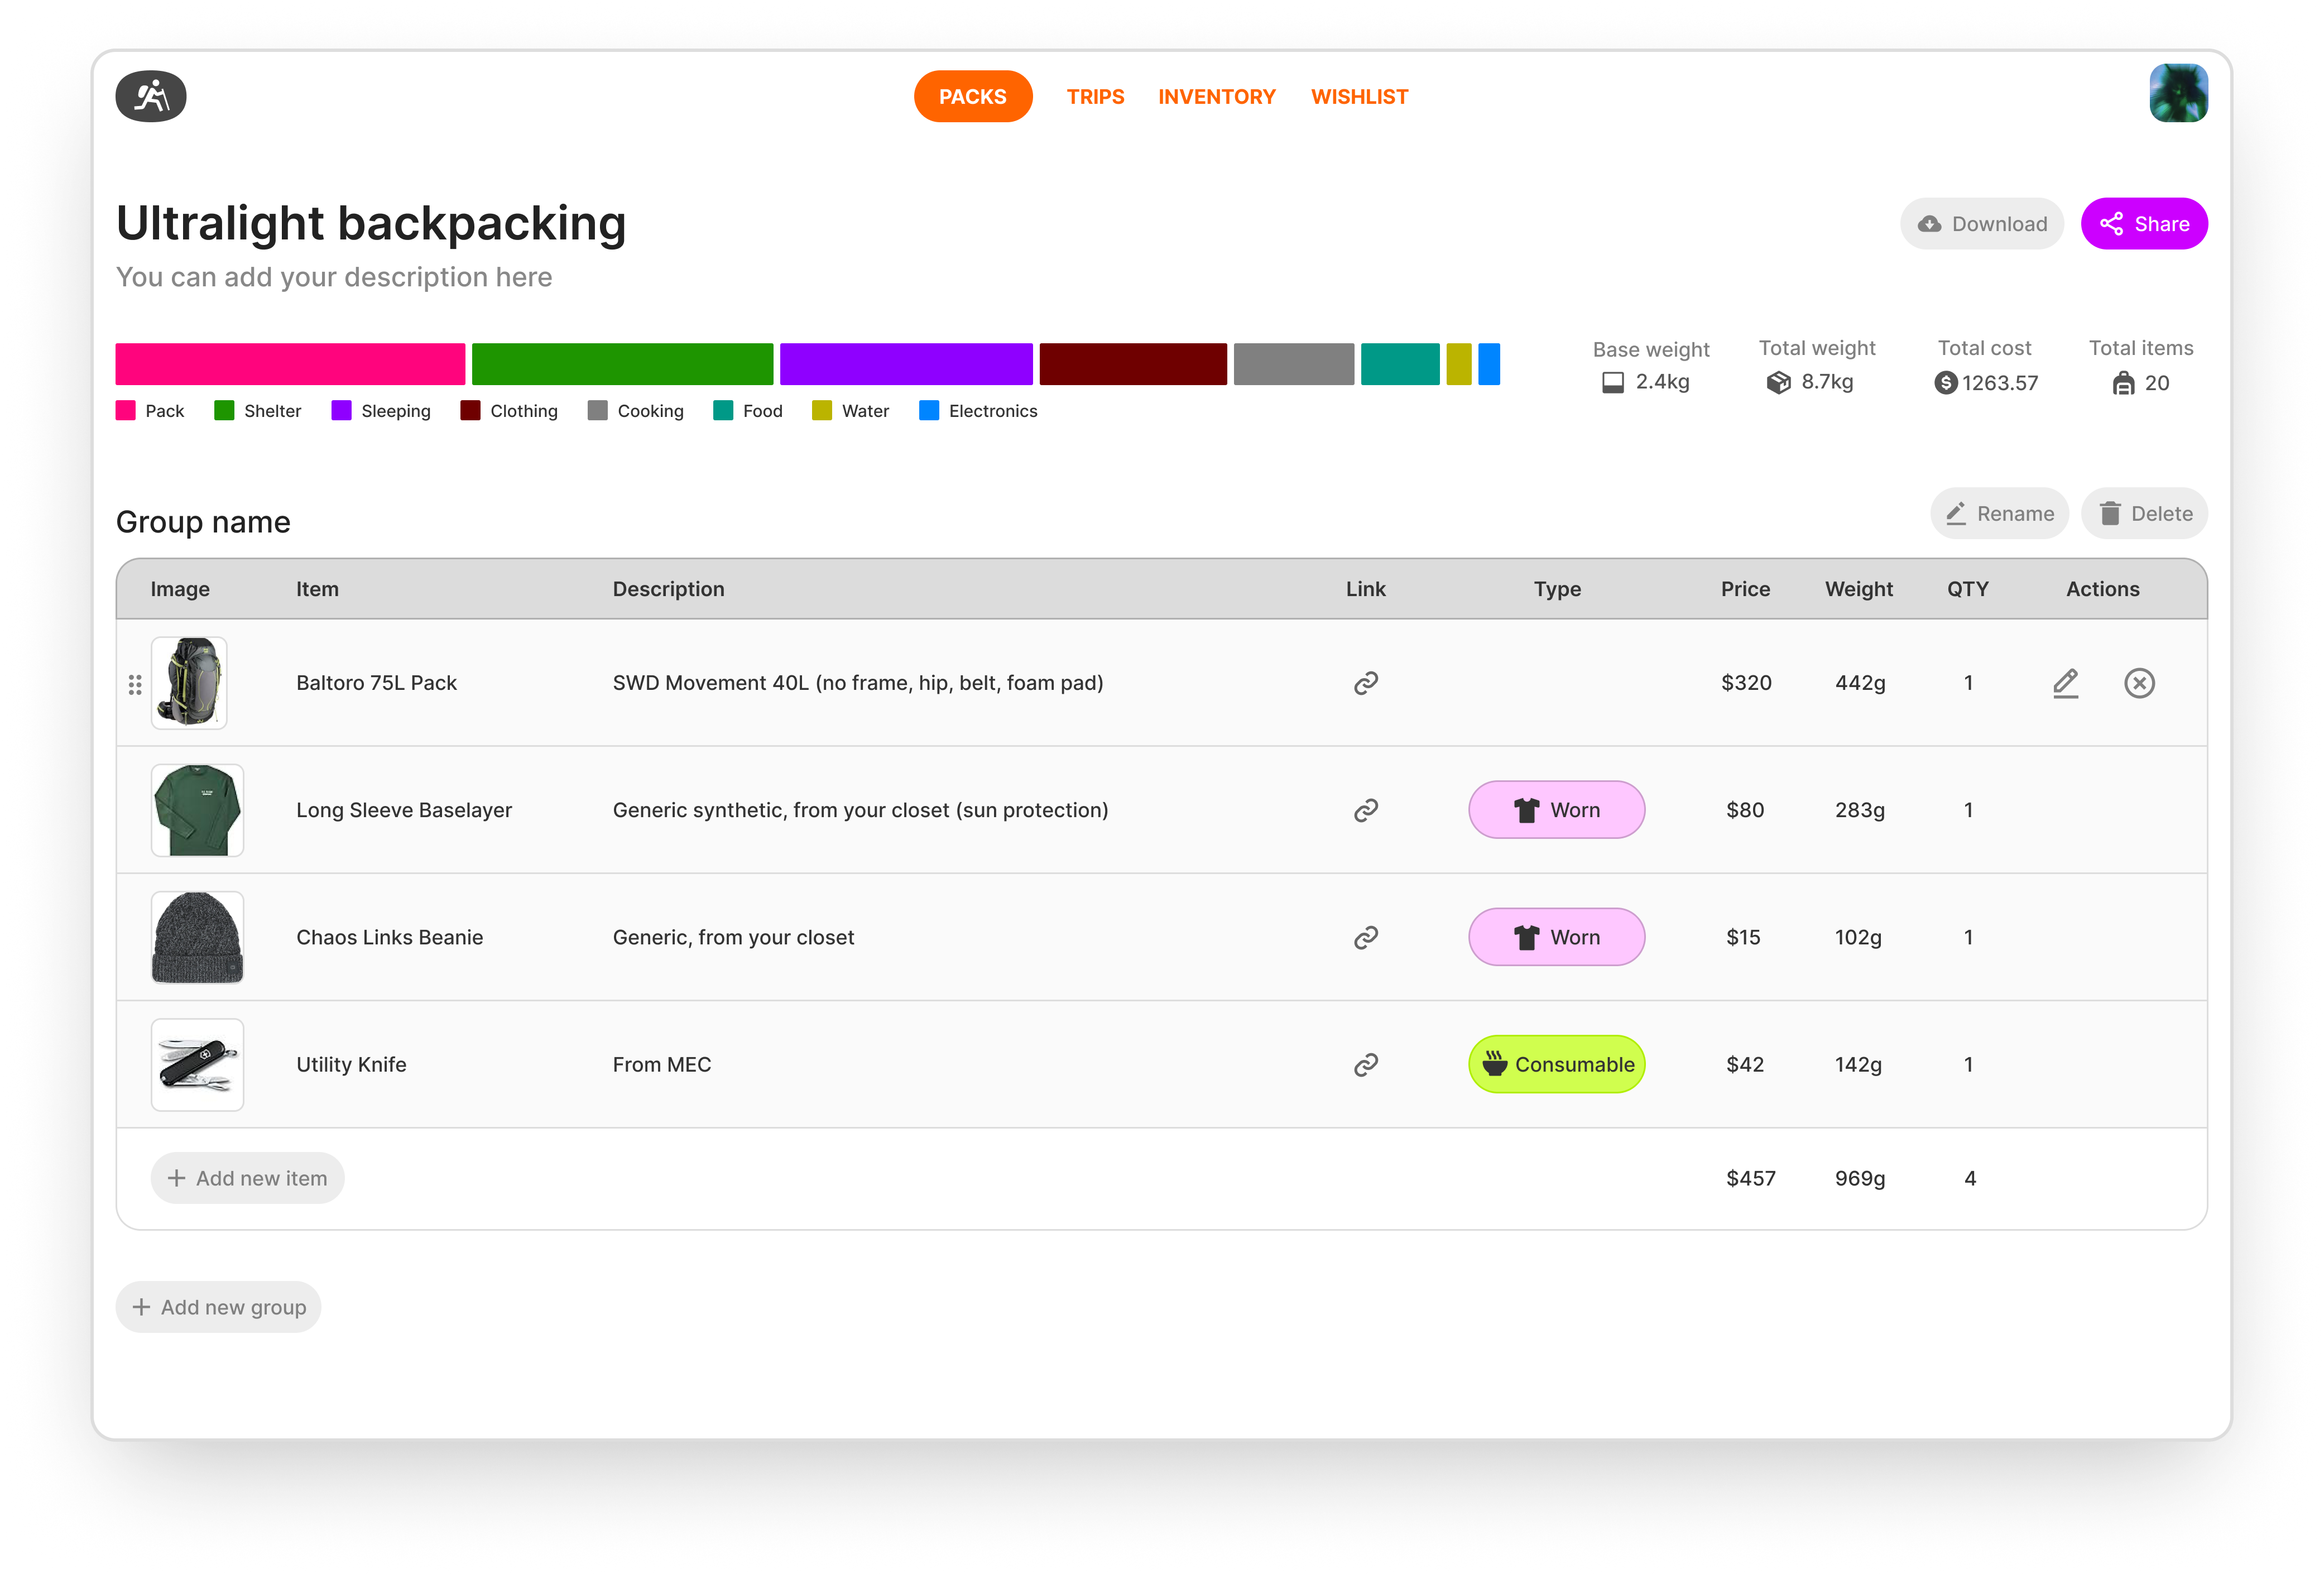 PACKS TRIPS INVENTORY WISHLIST
Ultralight backpacking
Download Share
You can add your description here
Base weight Total weight Total cost Total items
2.4kg 8.7kg 1263.57 20
Pack Shelter Sleeping Clothing Cooking Food Water Electronics
Group name
Rename Delete
Image Item Description Link Type Price Weight QTY Actions
Baltoro 75L Pack SWD Movement 40L (no frame, hip, belt, foam pad) $320 442g 1
Long Sleeve Baselayer Generic synthetic, from your closet (sun protection) Worn $80 283g 1
Chaos Links Beanie Generic, from your closet Worn $15 102g 1
Utility Knife From MEC Consumable $42 142g 1
Add new item $457 969g 4
Add new group